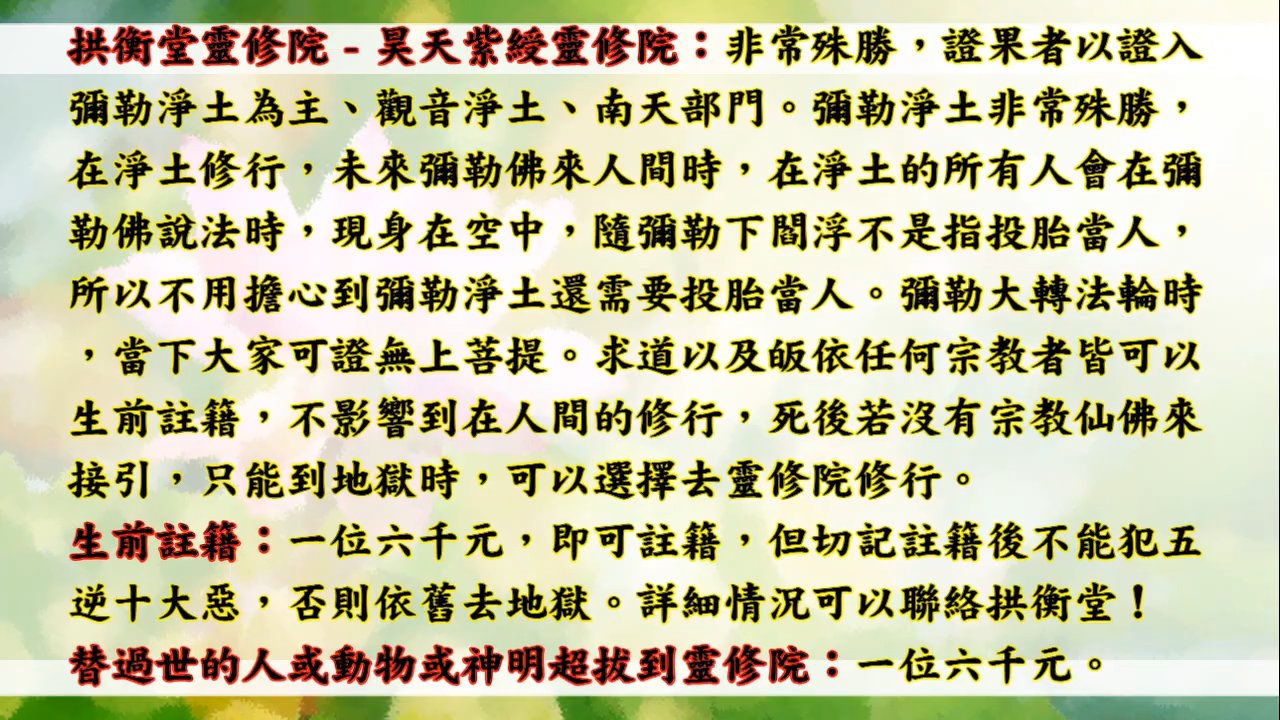 拱衡堂靈修院 - 昊天紫綬靈修院：非常殊勝，證果者以證入
彌勒淨土為主、觀音淨土、南天部門。彌勒淨土非常殊勝，
在淨土修行，未來彌勒佛來人間時，在淨土的所有人會在彌
勒佛說法時，現身在空中，隨彌勒下閻浮不是指投胎當人，
所以不用擔心到彌勒淨土還需要投胎當人。彌勒大轉法輪時
，當下大家可證無上菩提。求道以及皈依任何宗教者皆可以
生前註籍，不影響到在人間的修行，死後若沒有宗教仙佛來
接引，只能到地獄時，可以選擇去靈修院修行。
生前註籍：一位六千元，即可註籍，但切記註籍後不能犯五
逆十大惡，否則依舊去地獄。詳細情況可以聯絡拱衡堂！
替過世的人或動物或神明超拔到靈修院：一位六千元。